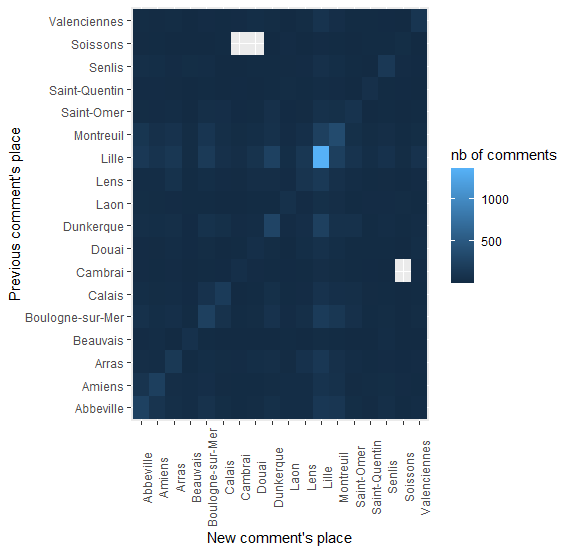 Previous comment's place
Valenciennes
Soissons
Senlis
Saint-Quentin
Saint-Omer
Montreuil
Lille
Lens
Laon
Dunkerque
Douai
Cambrai
Calais
Boulogne-sur-Mer
Beauvais
Arras
Amiens
Abbeville
Abbeville
Amiens
Arras
Beauvais
Boulogne-sur-Mer
Calais
Cambrai
Douai
Dunkerque
Laon
Lens
Lille
Montreuil
Saint-Omer
Saint-Quentin
Senlis
Soissons
Valenciennes
New comment's place
nb of comments
1000
500